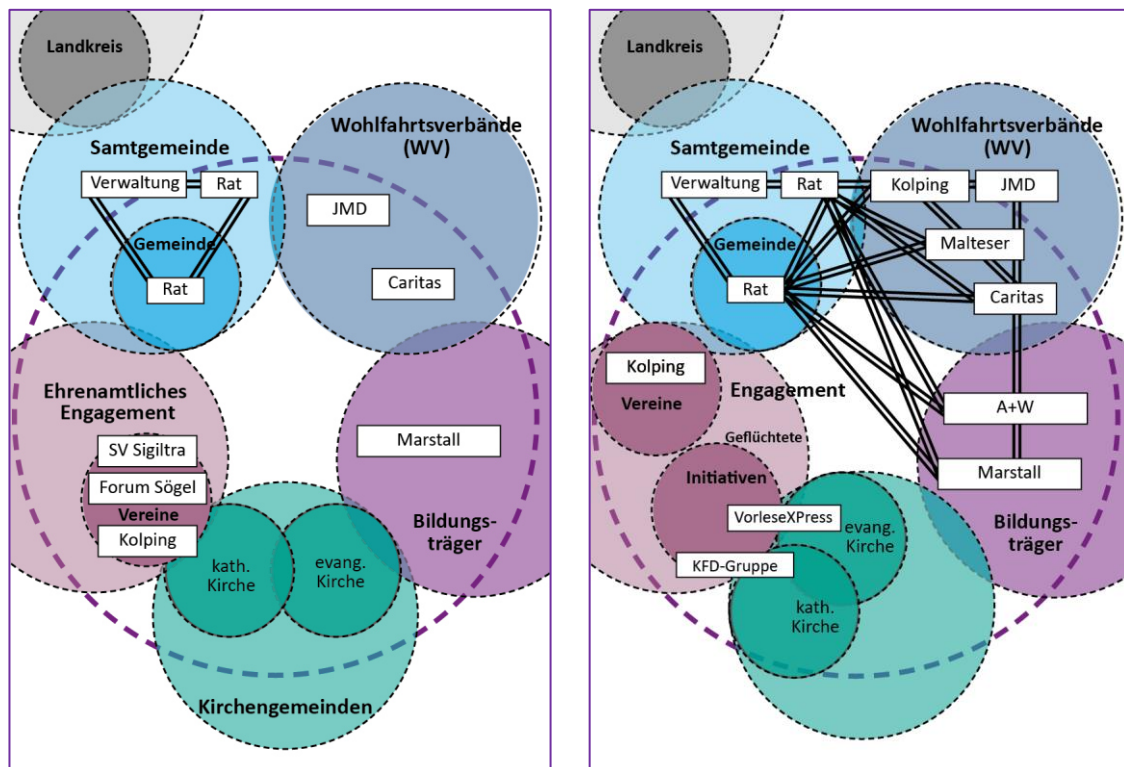 Landkreis
Wohlfahrtsverbände
(WV)
Samtgemeinde
Verwaltung
Rat
JMD
Gemeinde
Caritas
Rat
Ehrenamtliches
Engagement
SV Sigiltra
Forum Sögel
Vereine
Kolping
Marstall
Bildungs-
träger
kath.
Kirche
evang.
Kirche
Kirchengemeinden
Landkreis
Wohlfahrtsverbände
(WV)
Samtgemeinde
Verwaltung
Rat
Kolping
JMD
Gemeinde
Malteser
Rat
Caritas
Kolping
Vereine
Engagement
Geflüchtete
A+W
Marstall
Initiativen
VorleseXPress
evang.
Kirche
Bildungs-
träger
KFD-Gruppe
kath.
Kirche